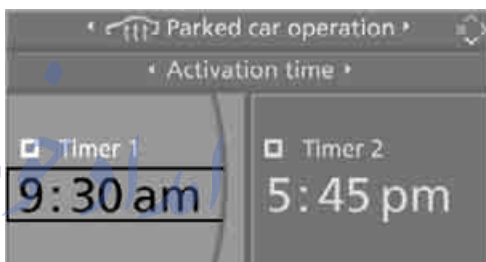 Parked car operation
Activation time
Timer 1
Timer 2
9:30 am
5:45 pm